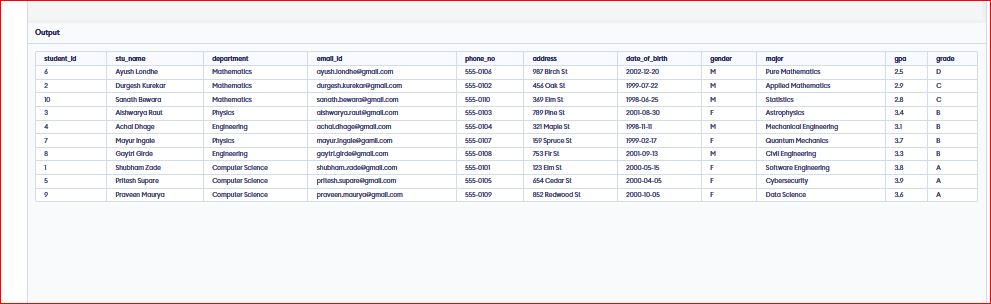 Output
student_id stu_name department email_id phone_no address date_of_birth gender major gpa grade
6 Ayush Londhe Mathematics ayush.londhe@gmail.com 555-0106 987 Birch St 2002-12-20 M Pure Mathematics 2.5 D
2 Durgesh Kurekar Mathematics durgesh.kurekar@gmail.com 555-0102 456 Oak St 1999-07-22 M Applied Mathematics 2.9 C
10 Sanath Bewara Mathematics sanath.bewara@gmail.com 555-0110 369 Elm St 1998-06-25 M Statistics 2.8 C
3 Aishwarya Raut Physics aishwarya.raut@gmail.com 555-0103 789 Pine St 2001-08-30 F Astrophysics 3.4 B
4 Achal Dhage Engineering achal.dhage@gmail.com 555-0104 321 Maple St 1998-11-11 M Mechanical Engineering 3.1 B
7 Mayur Ingale Physics mayur.ingale@gamil.com 555-0107 159 Spruce St 1999-02-17 F Quantum Mechanics 3.7 B
8 Gaytri Girde Engineering gaytri.girde@gmail.com 555-0108 753 Fir St 2001-09-13 M Civil Engineering 3.3 B
1 Shubham Zade Computer Science shubham.zade@gmail.com 555-0101 123 Elm St 2000-05-15 F Software Engineering 3.8 A
5 Pritesh Supare Computer Science pritesh.supare@gmail.com 555-0105 654 Cedar St 2000-04-05 F Cybersecurity 3.9 A
9 Praveen Maurya Computer Science praveen.maurya@gmail.com 555-0109 852 Redwood St 2000-10-05 F Data Science 3.6 A